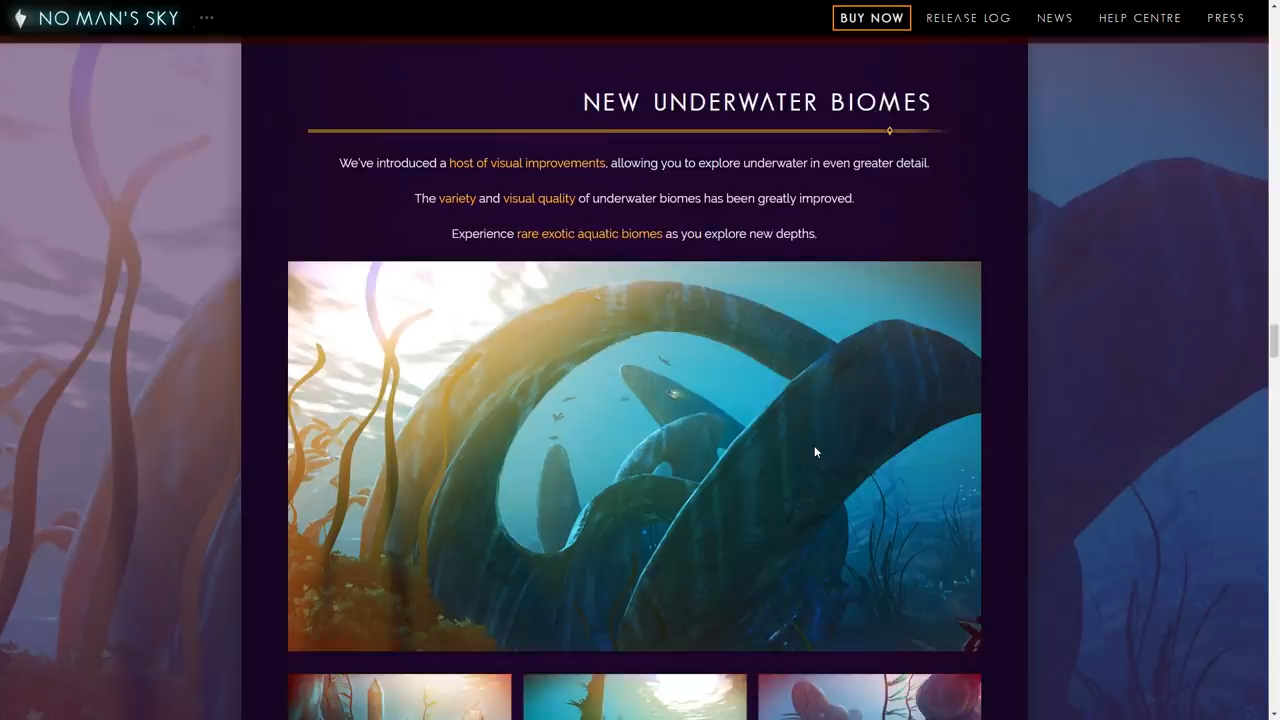 NO MAN'S SKY
BUY NOW RELEASE LOG NEWS HELP CENTRE PRESS
NEW UNDERWATER BIOMES
We've introduced a host of visual improvements, allowing you to explore underwater in even greater detail.
The variety and visual quality of underwater biomes has been greatly improved.
Experience rare exotic aquatic biomes as you explore new depths.